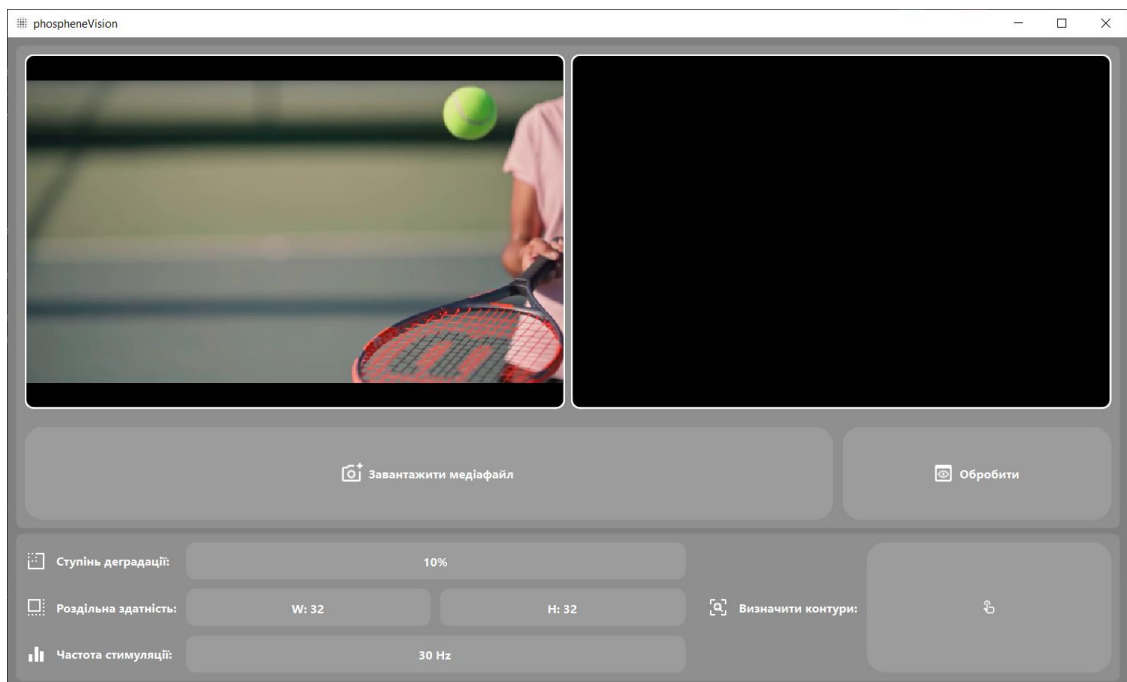 phospheneVision
Завантажити медіафайл
Обробити
Ступінь деградації:
10%
Роздільна здатність:
W: 32
H: 32
Визначити контури:
Частота стимуляції:
30 Hz